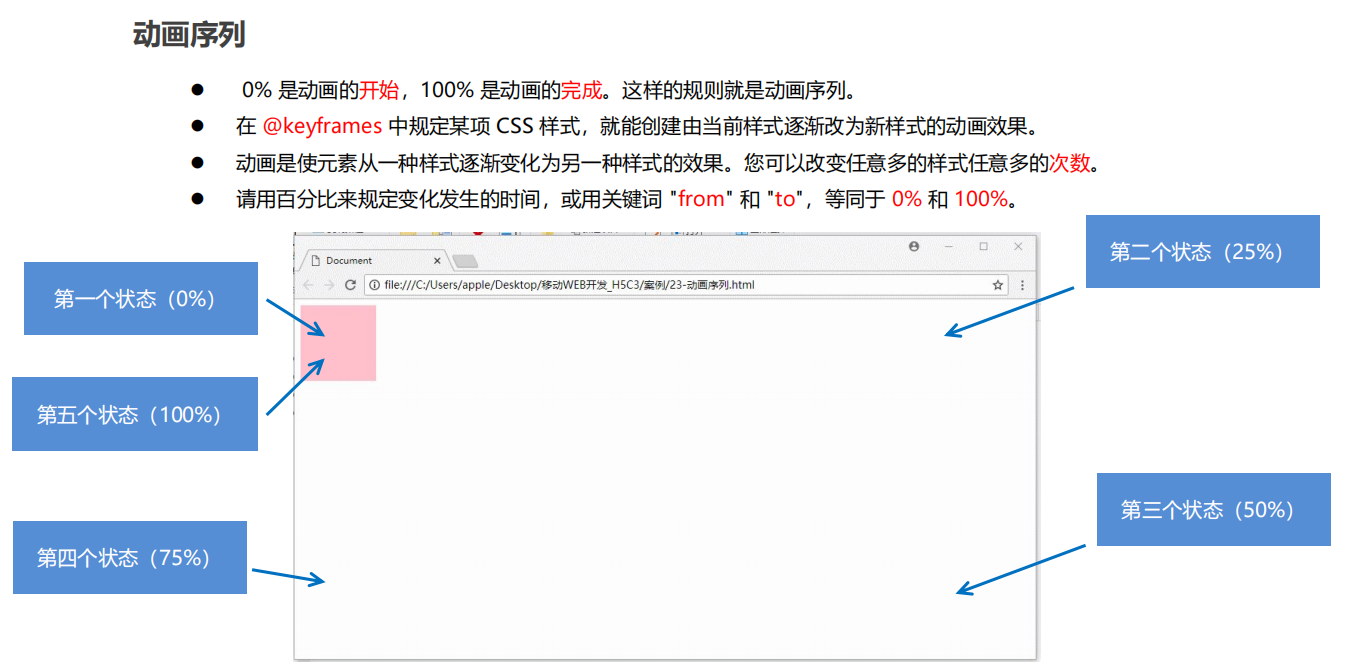 动画序列
● 0% 是动画的开始，100% 是动画的完成。这样的规则就是动画序列。
● 在 @keyframes 中规定某项 CSS 样式，就能创建由当前样式逐渐改为新样式的动画效果。
● 动画是使元素从一种样式逐渐变化为另一种样式的效果。您可以改变任意多的样式任意多的次数。
● 请用百分比来规定变化发生的时间，或用关键词 "from" 和 "to"，等同于 0% 和 100%。
第二个状态（25%）
Document
第一个状态（0%）
file:///C:/Users/apple/Desktop/移动WEB开发_H5C3/案例/23-动画序列.html
第五个状态（100%）
第三个状态（50%）
第四个状态（75%）